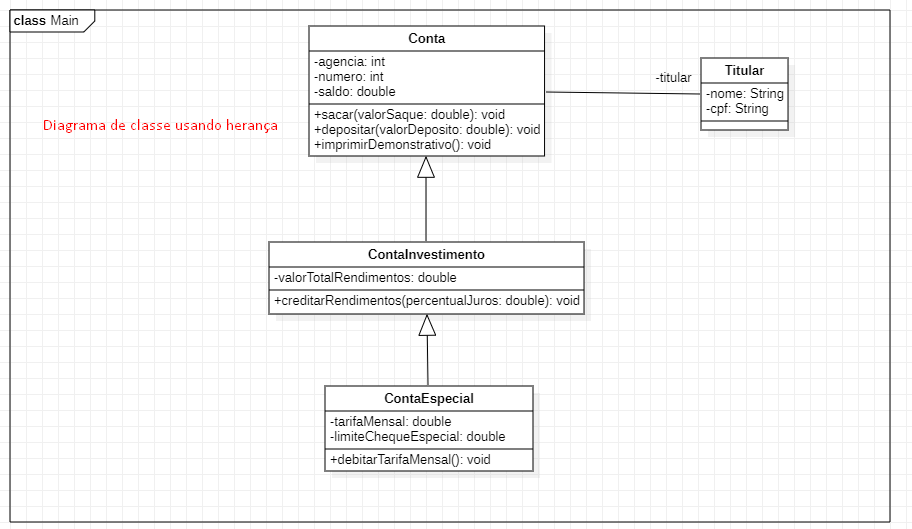 class Main
Conta
-agencia: int
-numero: int
-saldo: double
+sacar(valorSaque: double): void
+depositar(valorDeposito: double): void
+imprimirDemonstrativo(): void
-titular
Titular
-nome: String
-cpf: String
Diagrama de classe usando herança
ContaInvestimento
-valorTotalRendimentos: double
+creditarRendimentos(percentualJuros: double): void
ContaEspecial
-tarifaMensal: double
-limiteChequeEspecial: double
+debitarTarifaMensal(): void